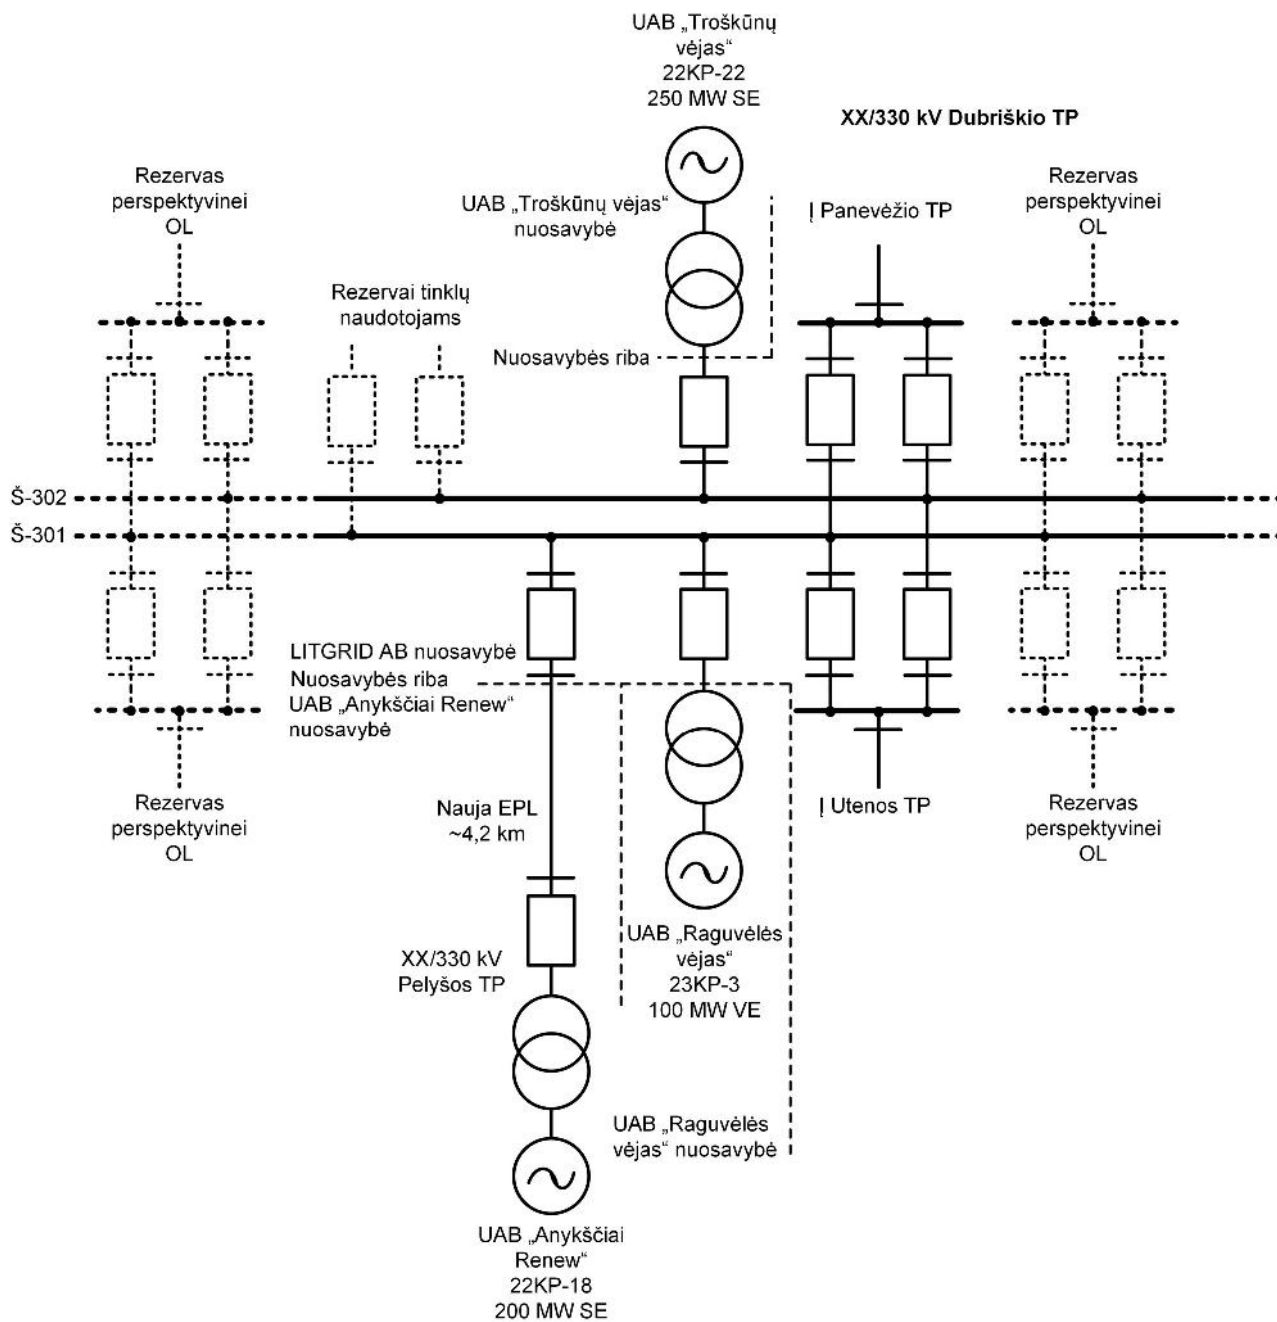 UAB „Troškūnų
vėjas“
22KP-22
250 MW SE
XX/330 kV Dubriškio TP
Rezervas
perspektyvinei
OL
UAB „Troškūnų vėjas“
nuosavybė
Į Panevėžio TP
Rezervas
perspektyvinei
OL
Rezervai tinklų
naudotojams
Nuosavybės riba
Š-302
Š-301
LITGRID AB nuosavybė
Nuosavybės riba
UAB „Anykščiai Renew“
nuosavybė
Rezervas
perspektyvinei
OL
Nauja EPL
~4,2 km
Į Utenos TP
Rezervas
perspektyvinei
OL
UAB „Raguvėlės
vėjas“
23KP-3
100 MW VE
XX/330 kV
Pelyšos TP
UAB „Raguvėlės
vėjas“ nuosavybė
UAB „Anykščiai
Renew“
22KP-18
200 MW SE